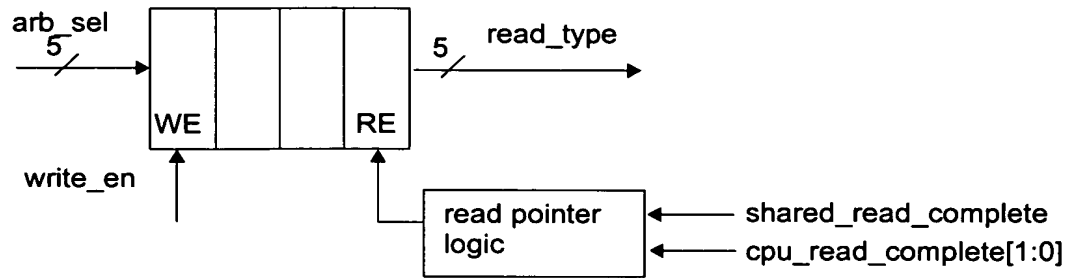 arb_sel
5
5
read_type
WE
RE
write_en
read pointer
logic
shared_read_complete
cpu_read_complete[1:0]